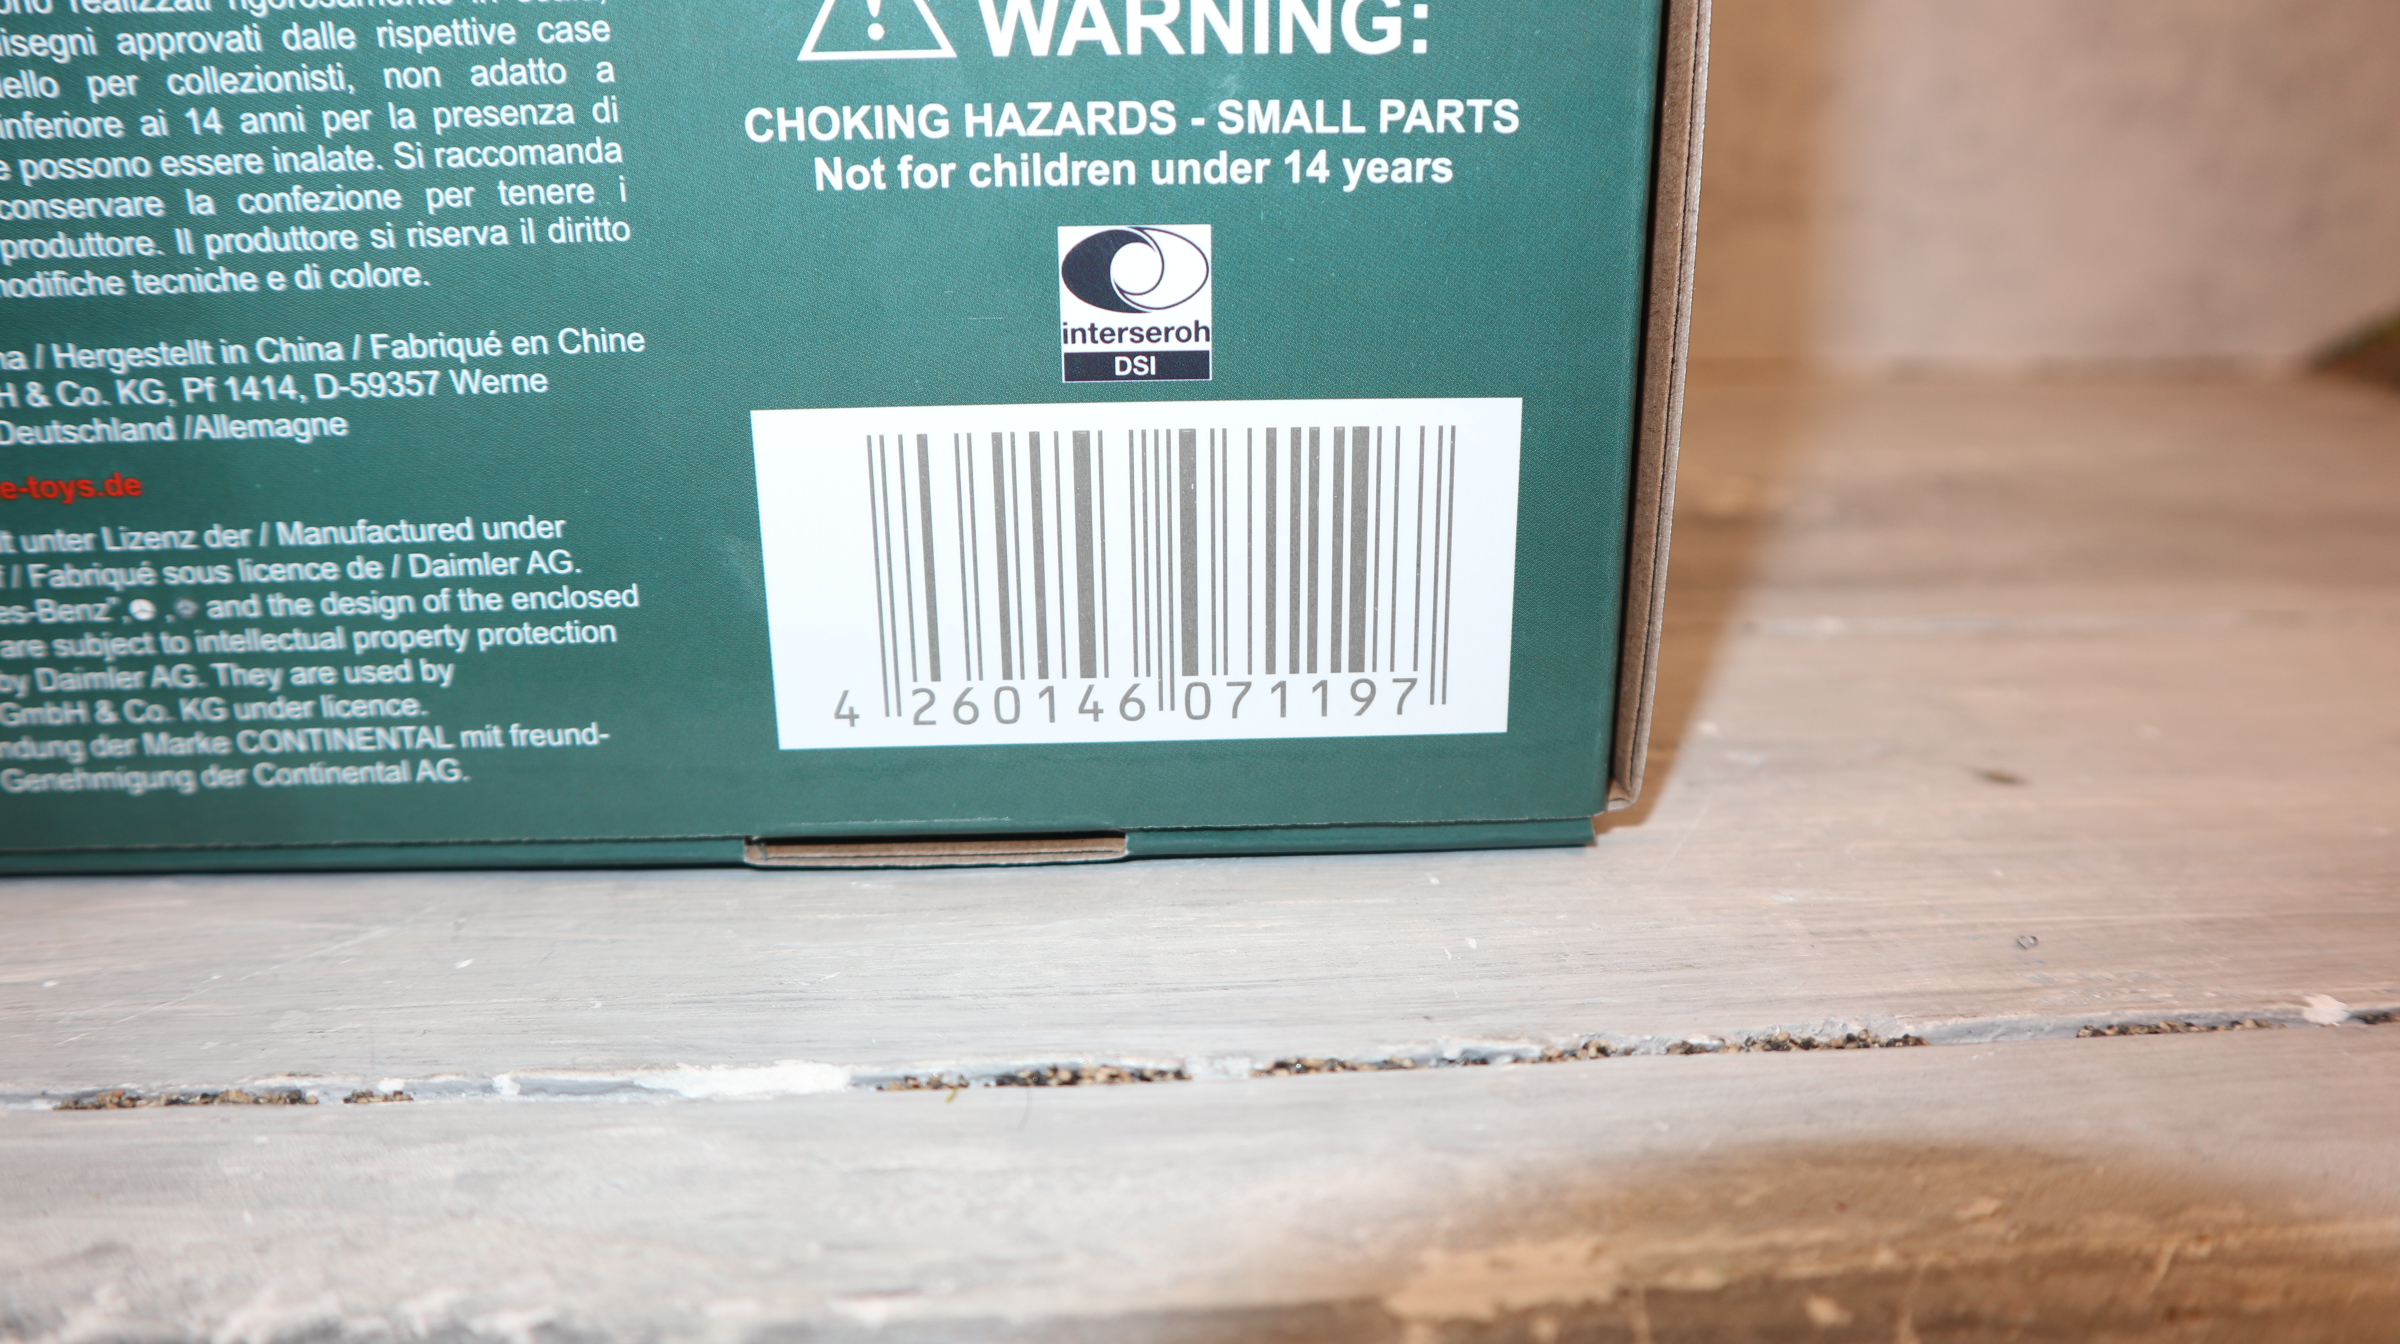 realizzati rigorosamente in
disegni approvati dalle rispettive case
per collezionisti, non adatto a
inferiore ai 14 anni per la presenza di
e possono essere inalate. Si raccomanda
conservare la confezione per tenere i
produttore. Il produttore si riserva il diritto
modifiche tecniche e di colore.
/ Hergestellt in China / Fabriqué en Chine
H & Co. KG, Pf 1414, D-59357 Werne
Deutschland /Allemagne
e-toys.de
lt unter Lizenz der / Manufactured under
f / Fabriqué sous licence de / Daimler AG.
es-Benz", , and the design of the enclosed
are subject to intellectual property protection
by Daimler AG. They are used by
GmbH & Co. KG under licence.
ndung der Marke CONTINENTAL mit freund-
Genehmigung der Continental AG.
WARNING:
CHOKING HAZARDS - SMALL PARTS
Not for children under 14 years
interseroh
DSI
4 260146 071197